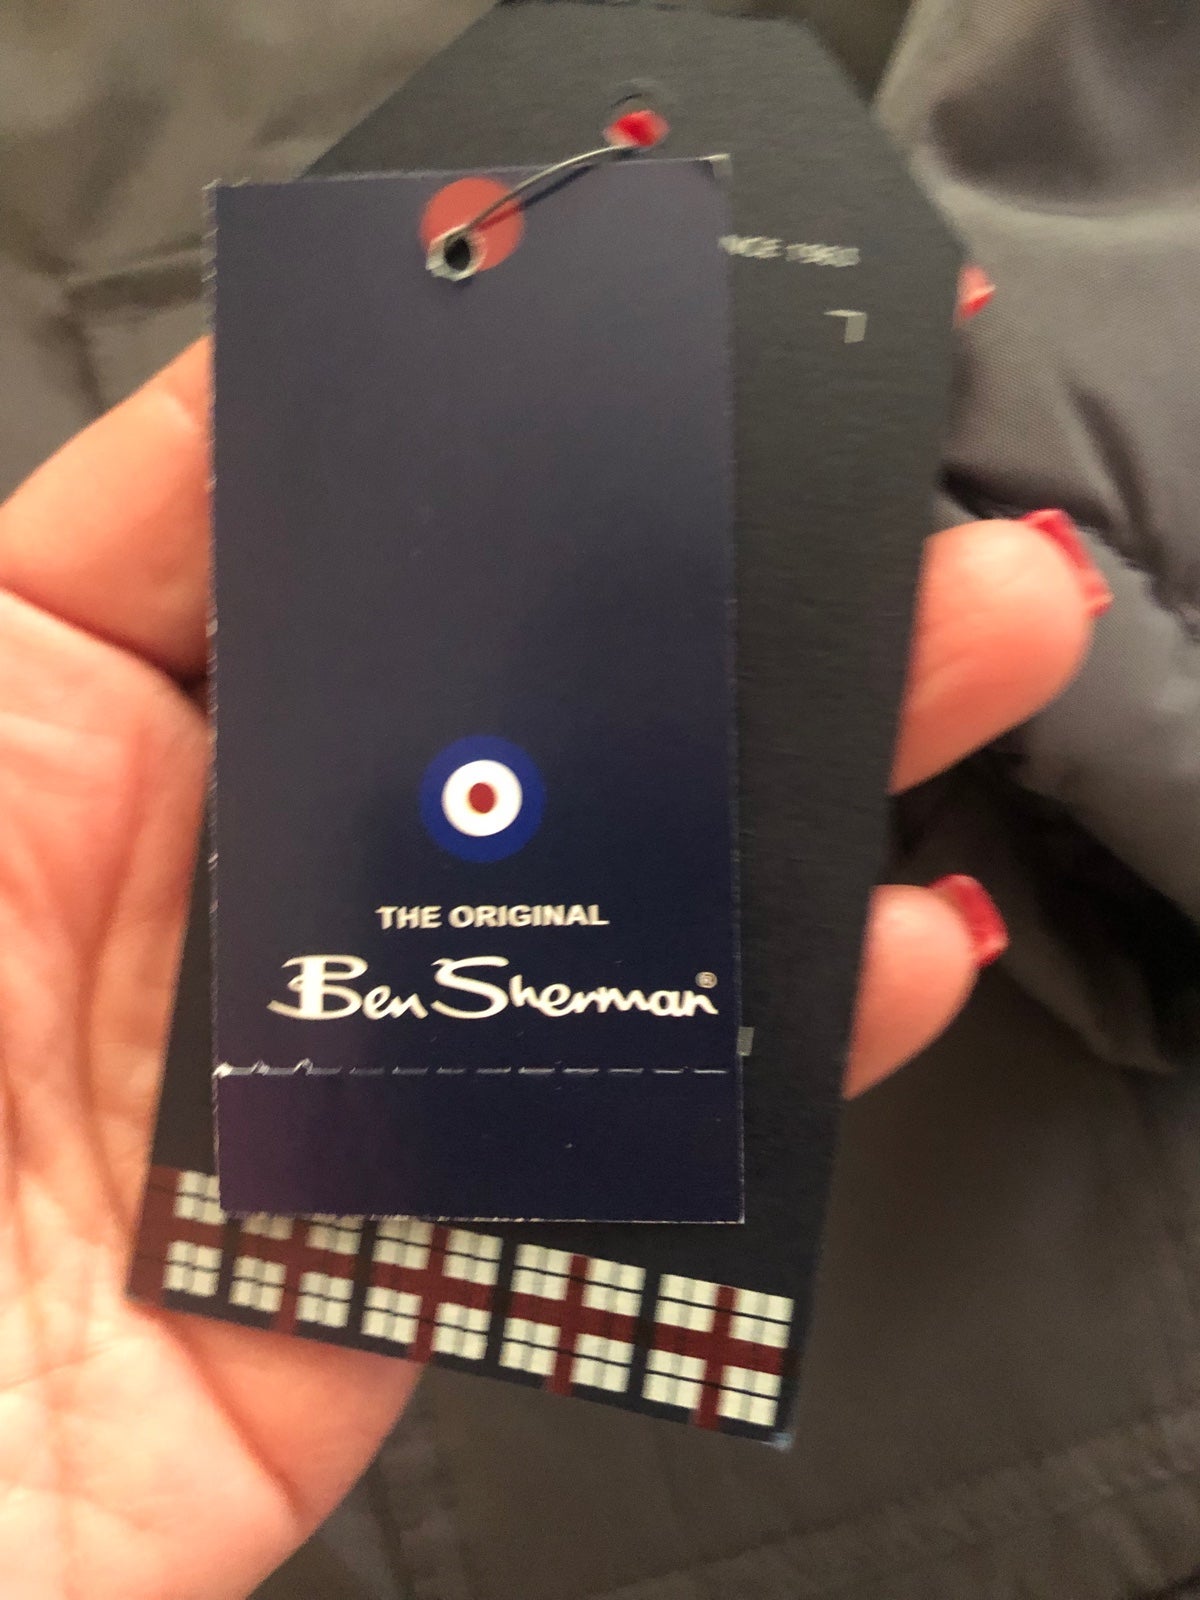 THE ORIGINAL
Ben Sherman®